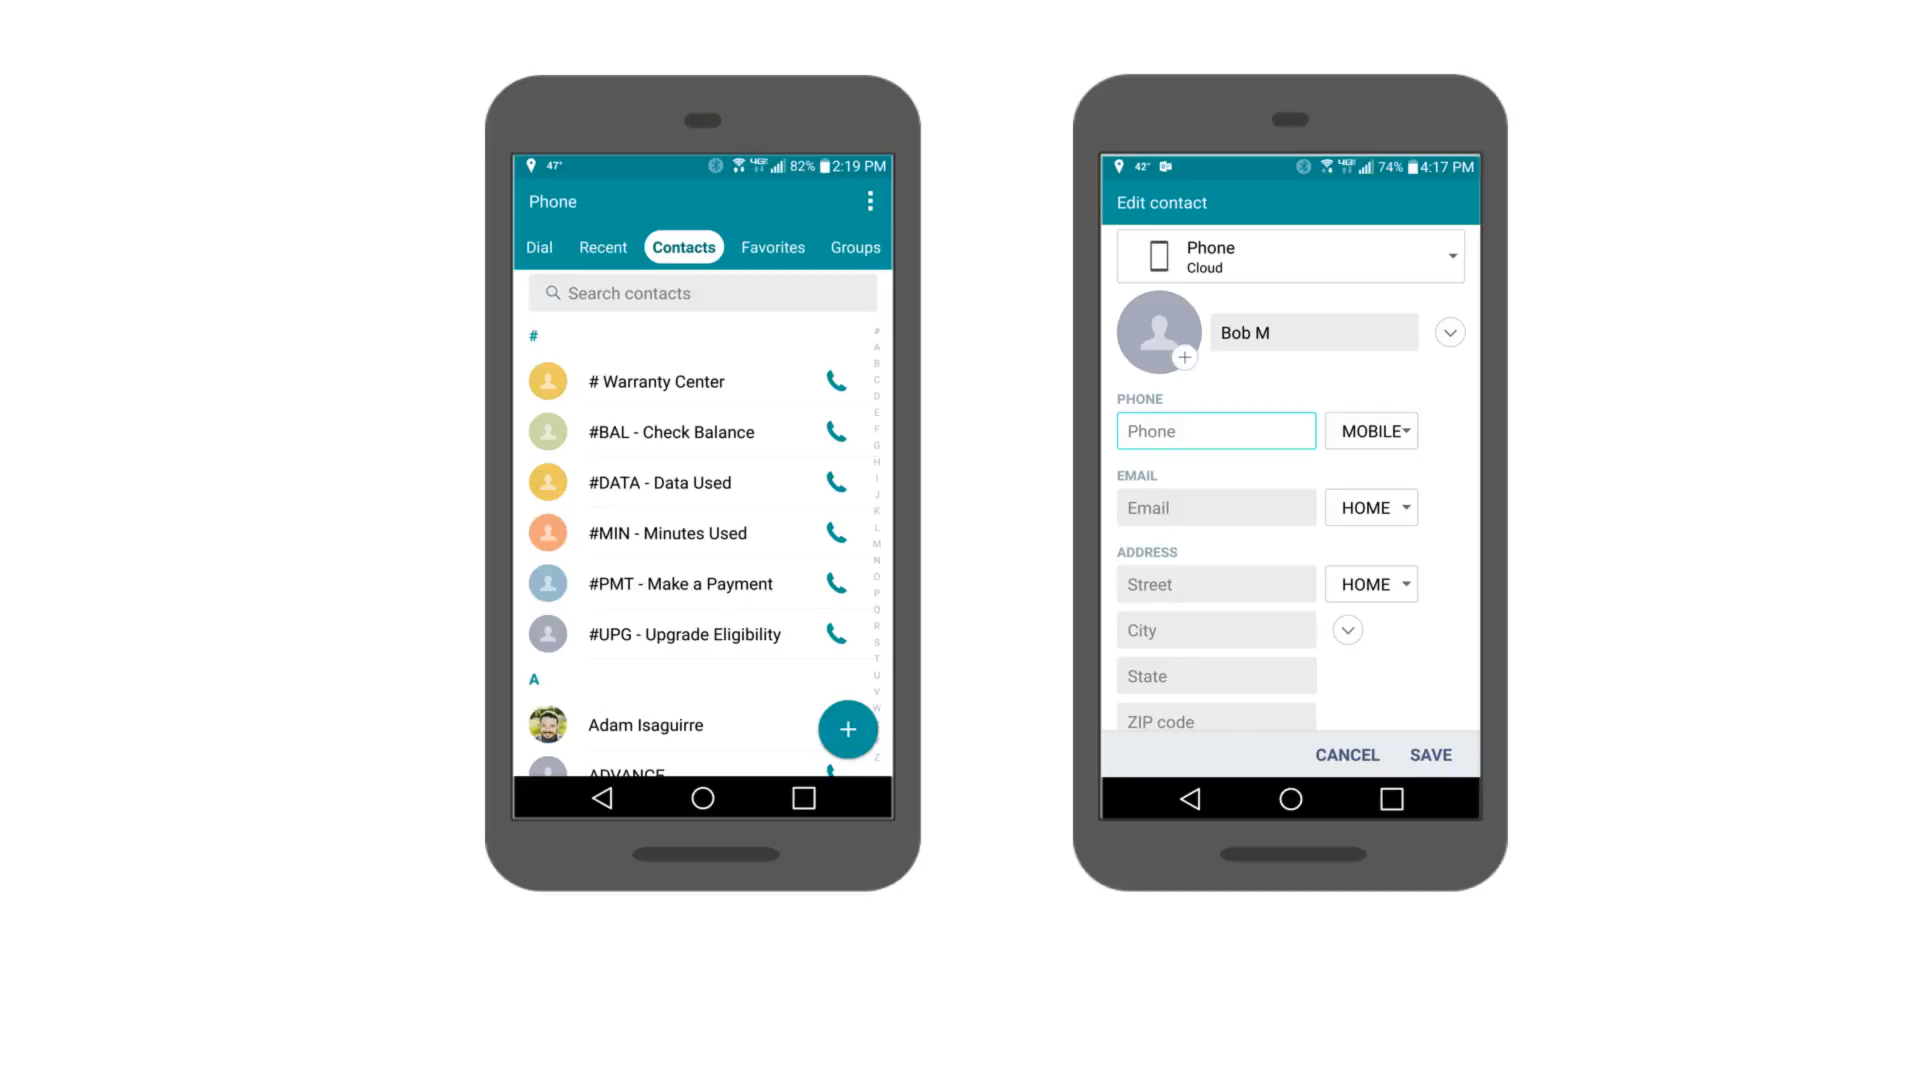 47° 4G 82% 2:19 PM
Phone
Dial Recent Contacts Favorites Groups
Search contacts
#
# Warranty Center
#BAL - Check Balance
#DATA - Data Used
#MIN - Minutes Used
#PMT - Make a Payment
#UPG - Upgrade Eligibility
A
Adam Isaguirre
ADVANCE
#
A
B
C
D
E
F
G
H
I
J
K
L
M
N
O
P
Q
R
S
T
U
V
W
Z
42° 4G 74% 4:17 PM
Edit contact
Phone
Cloud
Bob M
PHONE
Phone MOBILE
EMAIL
Email HOME
ADDRESS
Street HOME
City
State
ZIP code
CANCEL SAVE